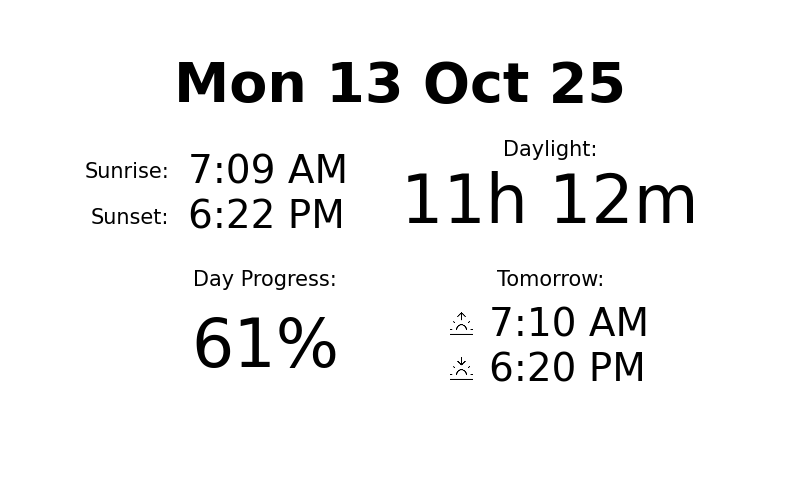 Mon 13 Oct 25
Sunrise: 7:09 AM
Sunset: 6:22 PM
Daylight:
11h 12m
Day Progress:
61%
Tomorrow:
7:10 AM
6:20 PM